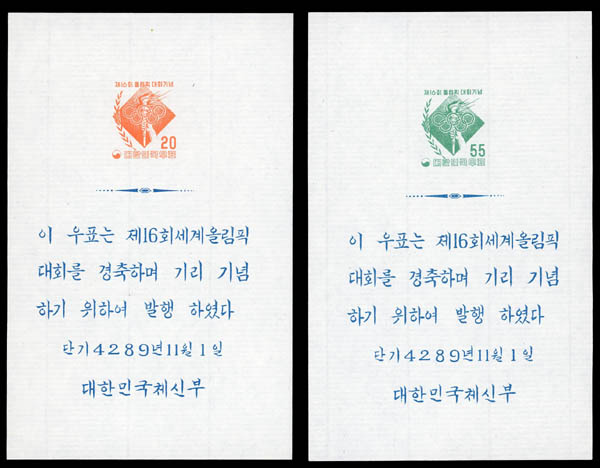 제16회 올림픽 대회기념
20
대한민국우표
이 우표는 제16회세계올림픽
대회를 경축하며 기리 기념
하기 위하여 발행 하였다
단기4289년11월1일
대한민국체신부
제16회 올림픽 대회기념
55
대한민국우표
이 우표는 제16회세계올림픽
대회를 경축하며 기리 기념
하기 위하여 발행 하였다
단기4289년11월1일
대한민국체신부